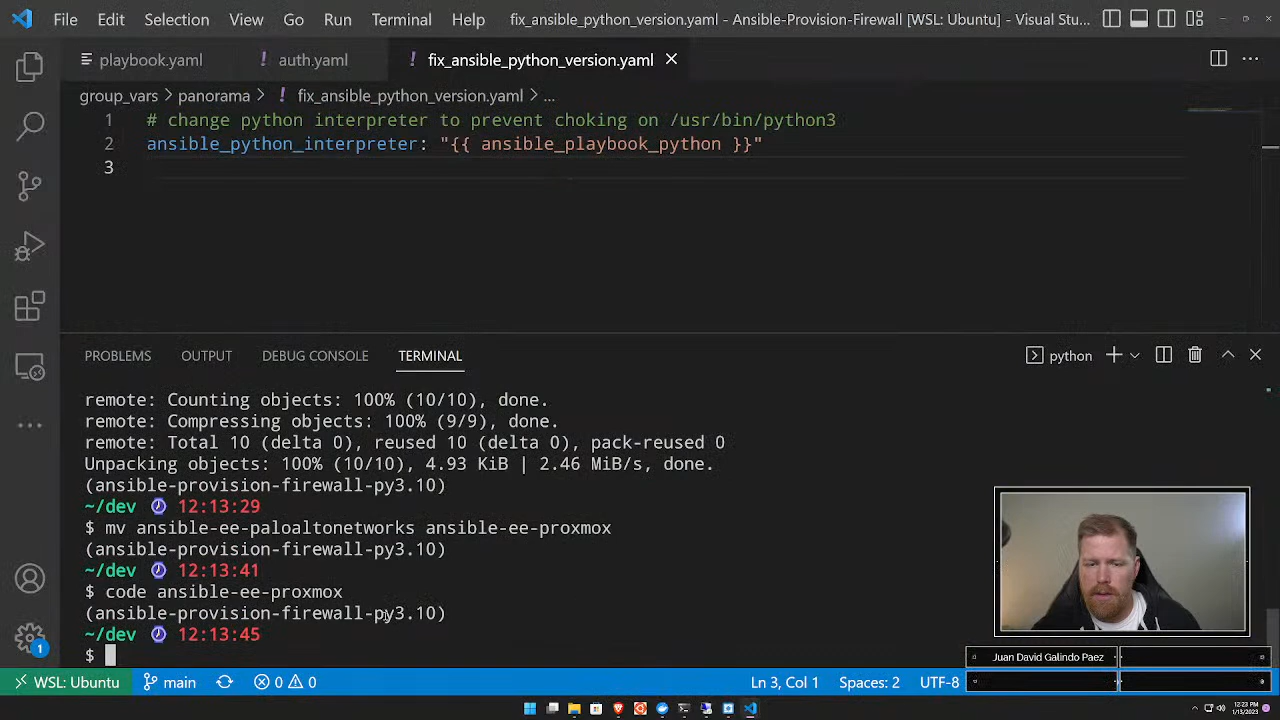 File Edit Selection View Go Run Terminal Help fix_ansible_python_version.yaml - Ansible-Provision-Firewall [WSL: Ubuntu] - Visual Stu...
playbook.yaml ! auth.yaml ! fix_ansible_python_version.yaml
group_vars > panorama > ! fix_ansible_python_version.yaml > ...
1 # change python interpreter to prevent choking on /usr/bin/python3
2 ansible_python_interpreter: "{{ ansible_playbook_python }}"
3
PROBLEMS OUTPUT DEBUG CONSOLE TERMINAL python
remote: Counting objects: 100% (10/10), done.
remote: Compressing objects: 100% (9/9), done.
remote: Total 10 (delta 0), reused 10 (delta 0), pack-reused 0
Unpacking objects: 100% (10/10), 4.93 KiB | 2.46 MiB/s, done.
(ansible-provision-firewall-py3.10)
~/dev 12:13:29
$ mv ansible-ee-paloaltonetworks ansible-ee-proxmox
(ansible-provision-firewall-py3.10)
~/dev 12:13:41
$ code ansible-ee-proxmox
(ansible-provision-firewall-py3.10)
~/dev 12:13:45
$
Juan David Galindo Paez
1
WSL: Ubuntu main 0 0 Ln 3, Col 1 Spaces: 2 UTF-8
12:23 PM
1/13/2023